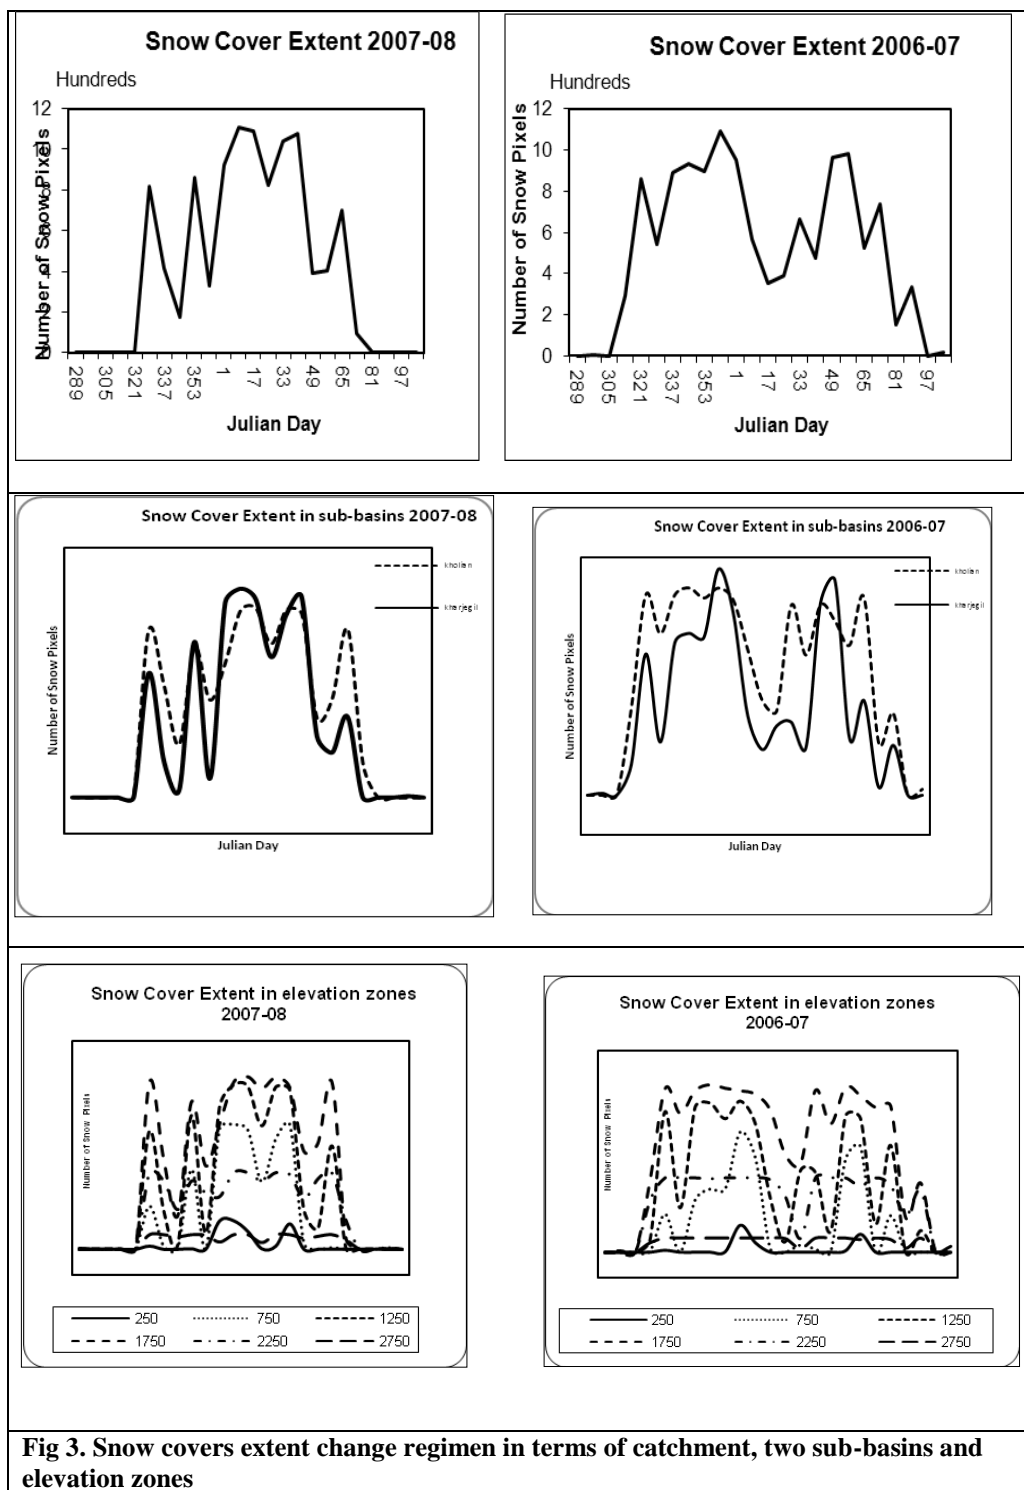 Snow Cover Extent 2007-08
Hundreds
12
10
8
6
4
2
0
Number of Snow Pixels
289
305
321
337
353
1
17
33
49
65
81
97
Julian Day
Snow Cover Extent 2006-07
Hundreds
12
10
8
6
4
2
0
Number of Snow Pixels
289
305
321
337
353
1
17
33
49
65
81
97
Julian Day
Snow Cover Extent in sub-basins 2007-08
kholian
kharjegil
Number of Snow Pixels
Julian Day
Snow Cover Extent in sub-basins 2006-07
kholian
kharjegil
Number of Snow Pixels
Julian Day
Snow Cover Extent in elevation zones
2007-08
Number of Snow Pixels
250 750 1250
1750 2250 2750
Snow Cover Extent in elevation zones
2006-07
Number of Snow Pixels
250 750 1250
1750 2250 2750
Fig 3. Snow covers extent change regimen in terms of catchment, two sub-basins and
elevation zones